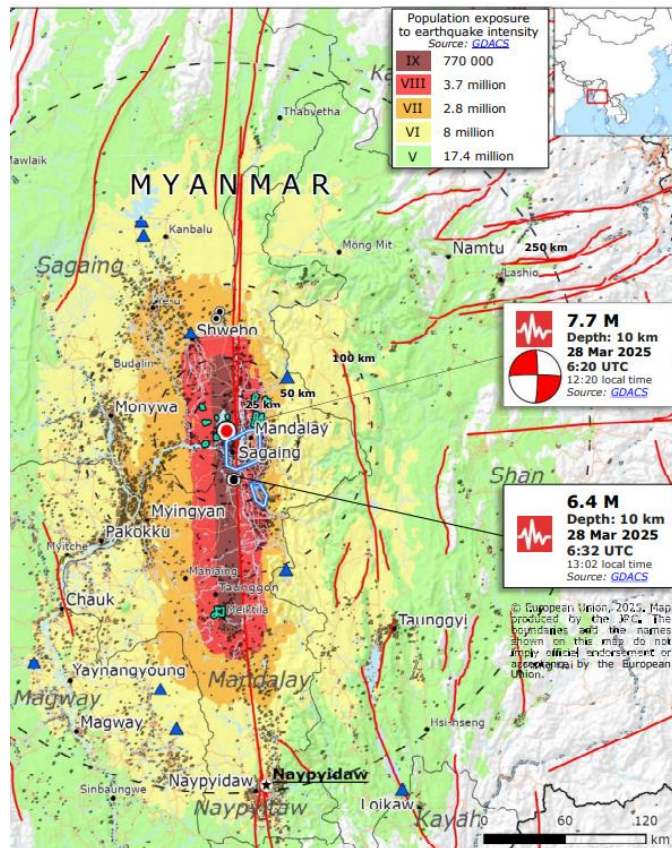 Population exposure
to earthquake intensity
Source: GDACS
IX 770 000
VIII 3.7 million
VII 2.8 million
VI 8 million
V 17.4 million
Thabyetha
Mawlaik
MYANMAR
Kanbalu
Mong Mit
Namtu
250 km
Sagaing
Lashio
Ye-u
Shwebo
7.7 M
Depth: 10 km
28 Mar 2025
6:20 UTC
12:20 local time
Source: GDACS
Budalin
100 km
50 km
25 km
Monywa
Mandalay
Sagaing
Shan
Myingyan
6.4 M
Depth: 10 km
28 Mar 2025
6:32 UTC
13:02 local time
Source: GDACS
Pakokku
Myitche
Mahlaing
Taunggon
Chauk
Meiktila
© European Union, 2025. Map
produced by the JRC. The
boundaries and the names
shown on this map do not
imply official endorsement or
acceptance by the European
Union.
Taunggyi
Yaynangyoung
Mandalay
Magway
Magway
Hsi-hseng
Naypyidaw
Naypyidaw
Sinbaungwe
Naypyitaw
Loikaw
Kayah
0 60 120
km